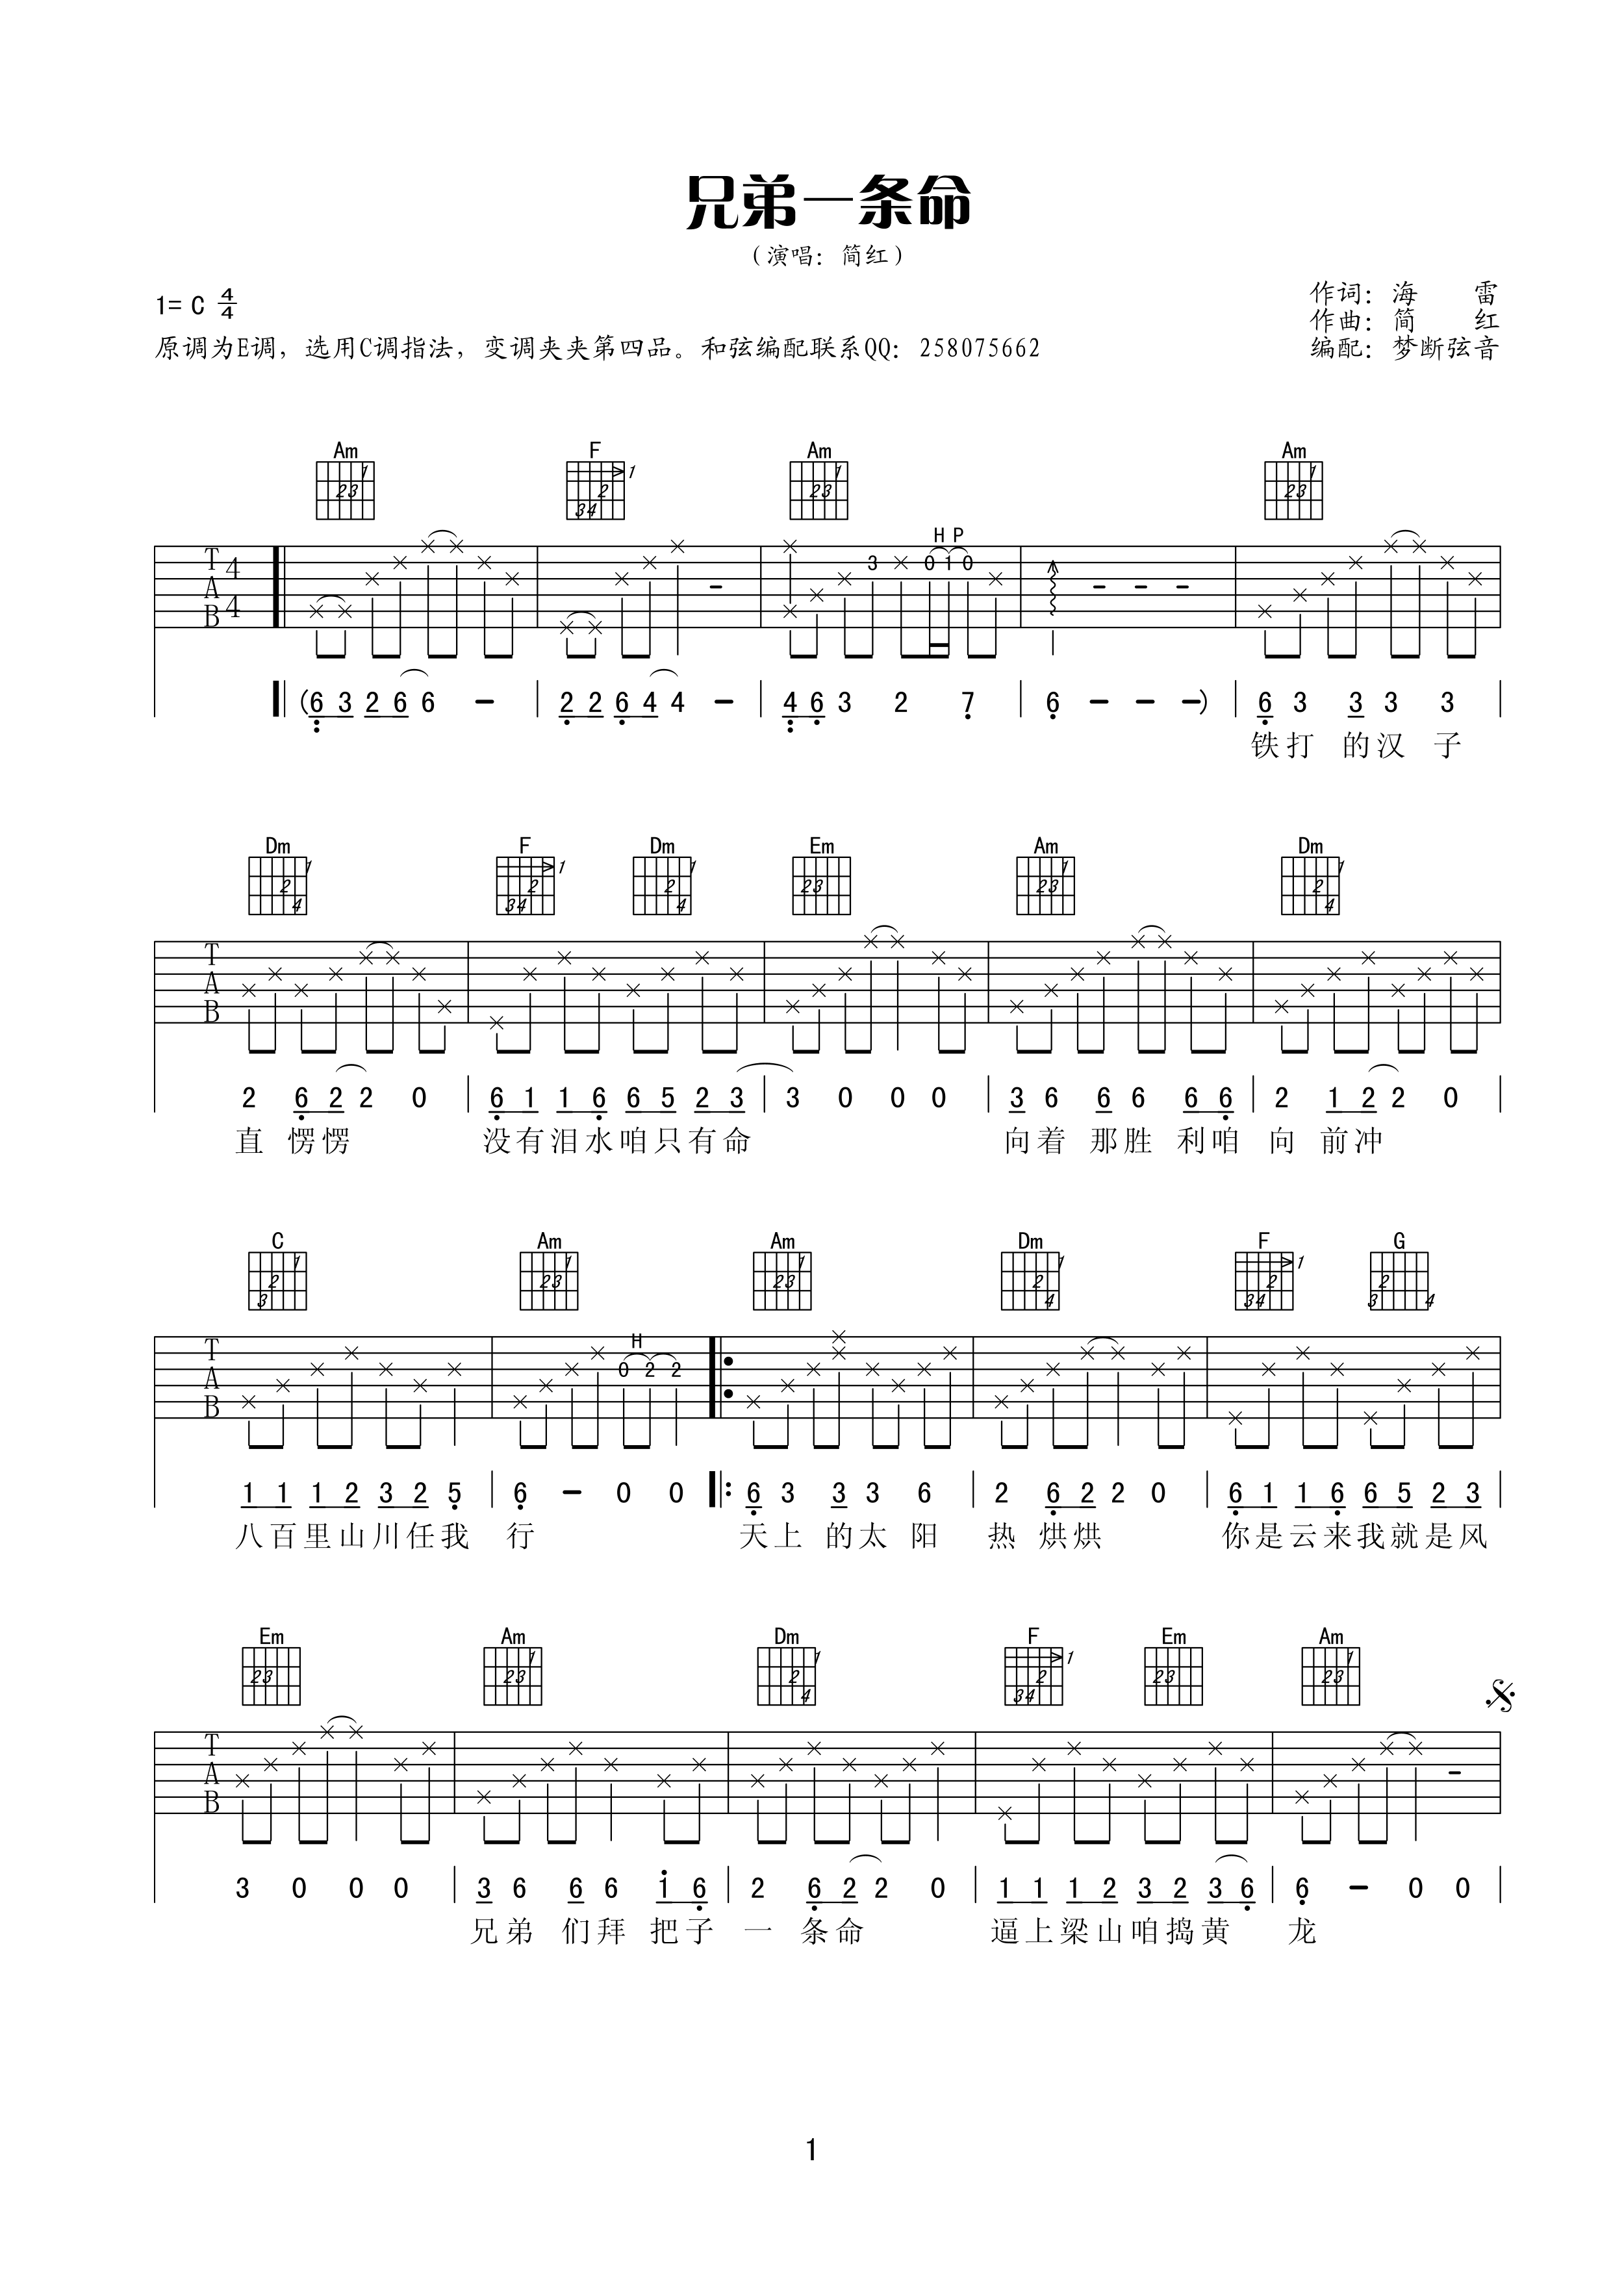 兄弟一条命
（演唱：简红）
1= C 4/4
作词：海 雷
作曲：简 红
原调为E调，选用C调指法，变调夹夹第四品。和弦编配联系QQ：258075662
编配：梦断弦音
Am F Am Am
H P
T A B 4/4 3 0 1 0
(6 3 2 6 6 - 2 2 6 4 4 - 4 6 3 2 7 6 - - -) 6 3 3 3 3
铁打 的汉 子
Dm F Dm Em Am Dm
T A B
2 6 2 2 0 6 1 1 6 6 5 2 3 3 0 0 0 3 6 6 6 6 6 2 1 2 2 0
直 愣愣 没有泪水咱只有命 向着 那胜 利咱 向 前冲
C Am Am Dm F G
H
T A B 0 2 2
1 1 1 2 3 2 5 6 - 0 0 6 3 3 3 6 2 6 2 2 0 6 1 1 6 6 5 2 3
八百里山川任我 行 天上 的太 阳 热 烘烘 你是云来我就是风
Em Am Dm F Em Am
T A B
3 0 0 0 3 6 6 6 i 6 2 6 2 2 0 1 1 1 2 3 2 3 6 6 - 0 0
兄弟 们拜 把子 一 条命 逼上梁山咱捣黄 龙
1